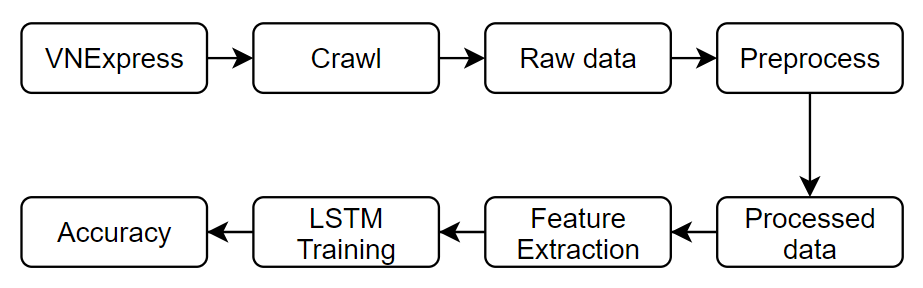 VNExpress
Crawl
Raw data
Preprocess
Processed
data
Feature
Extraction
LSTM
Training
Accuracy